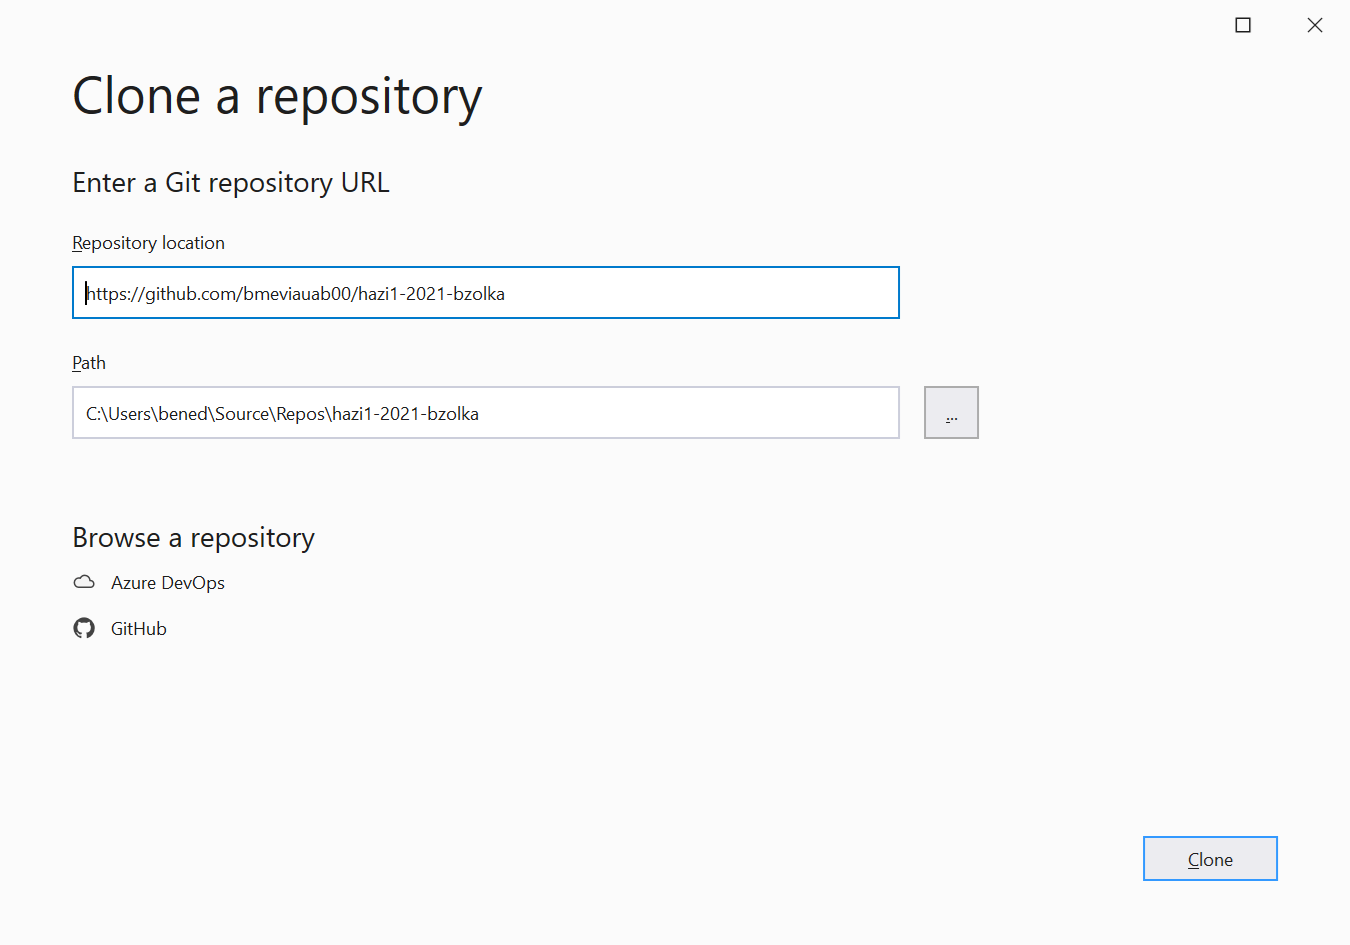 Clone a repository
Enter a Git repository URL
Repository location
https://github.com/bmeviauab00/hazi1-2021-bzolka
Path
C:\Users\bened\Source\Repos\hazi1-2021-bzolka
...
Browse a repository
Azure DevOps
GitHub
Clone